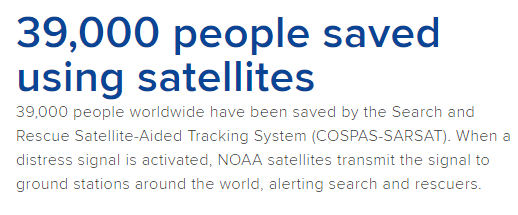 39,000 people saved
using satellites
39,000 people worldwide have been saved by the Search and
Rescue Satellite-Aided Tracking System (COSPAS-SARSAT). When a
distress signal is activated, NOAA satellites transmit the signal to
ground stations around the world, alerting search and rescuers.